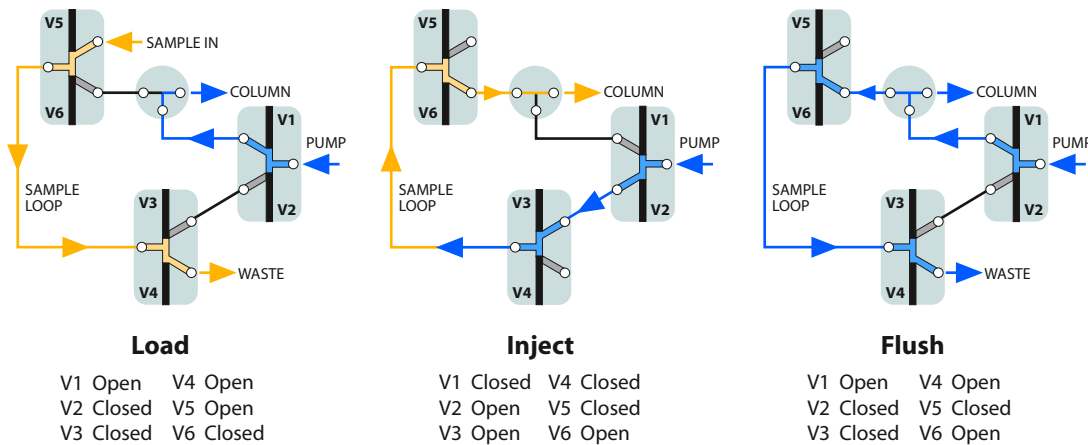 V5
SAMPLE IN
V6
COLUMN
V1
PUMP
SAMPLE
LOOP
V3
V2
WASTE
V4
Load
V1 Open V4 Open
V2 Closed V5 Open
V3 Closed V6 Closed
V5
V6
COLUMN
V1
PUMP
SAMPLE
LOOP
V3
V2
V4
Inject
V1 Closed V4 Closed
V2 Open V5 Closed
V3 Open V6 Open
V5
V6
COLUMN
V1
PUMP
SAMPLE
LOOP
V3
V2
WASTE
V4
Flush
V1 Open V4 Open
V2 Closed V5 Closed
V3 Closed V6 Open